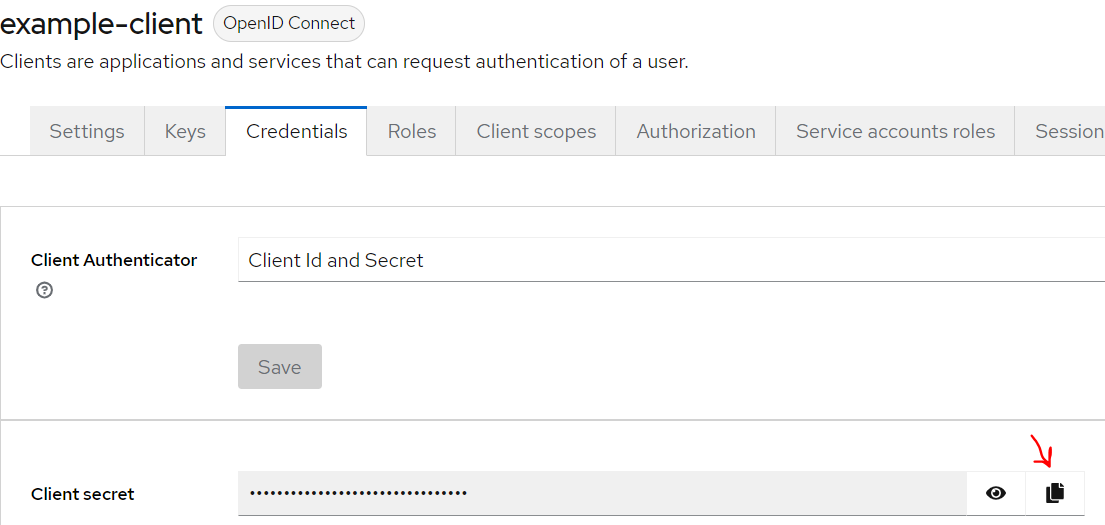 example-client OpenID Connect
Clients are applications and services that can request authentication of a user.
Settings Keys Credentials Roles Client scopes Authorization Service accounts roles Session
Client Authenticator Client Id and Secret
Save
Client secret ••••••••••••••••••••••••••••••••